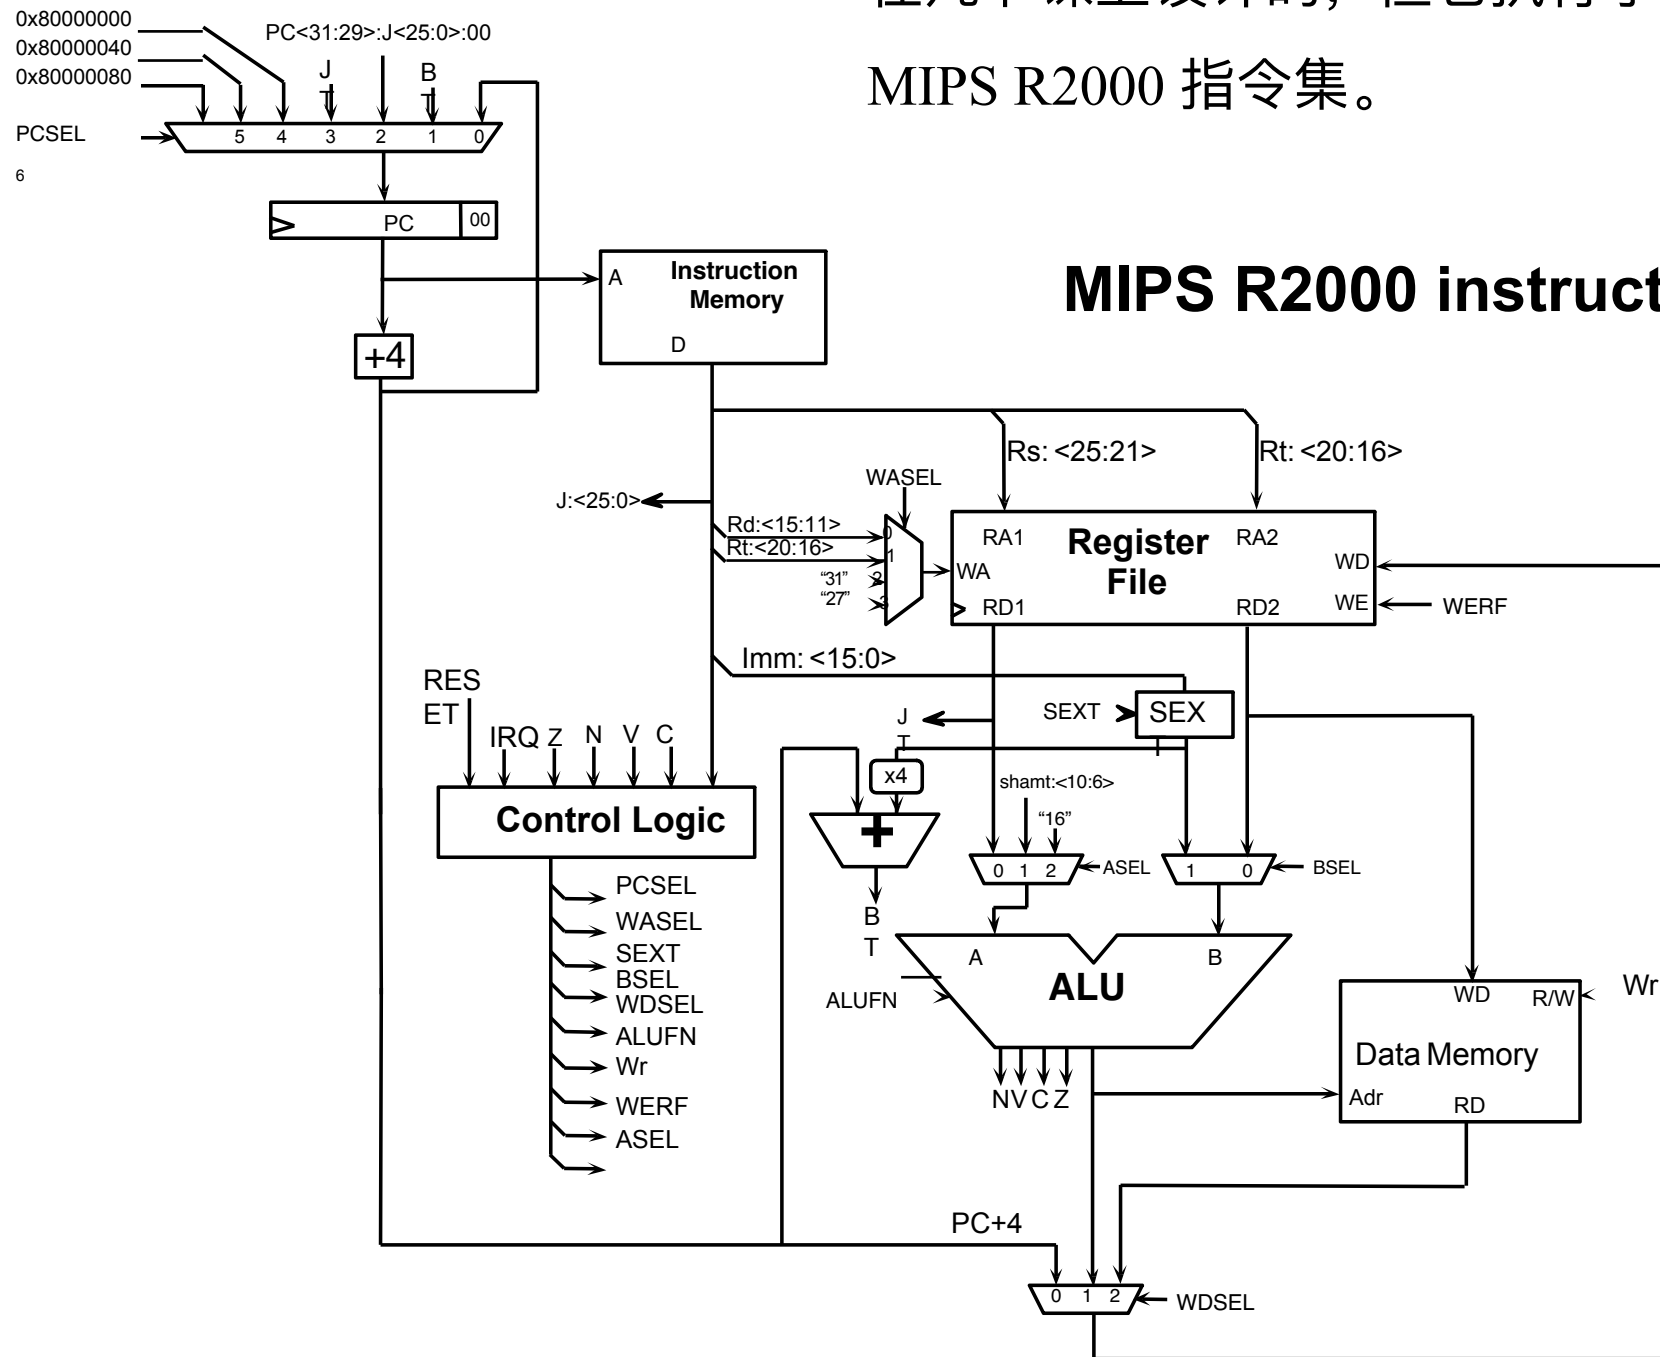 MIPS R2000 指令集。
0x80000000
0x80000040
0x80000080
PC<31:29>:J<25:0>:00
J
T
B
T
PCSEL
5 4 3 2 1 0
6
PC 00
+4
A Instruction
Memory
D
MIPS R2000 instruct
Rs: <25:21>
Rt: <20:16>
WASEL
J:<25:0>
Rd:<15:11>
Rt:<20:16>
“31”
“27”
0
1
2
3
RA1 Register RA2
File
WA
WD
RD1 RD2 WE
WERF
Imm: <15:0>
RES
ET
IRQ Z N V C
J
T
SEXT SEX
T
x4
shamt:<10:6>
“16”
Control Logic
+
0 1 2 ASEL
1 0 BSEL
B
T
PCSEL
WASEL
SEXT
BSEL
WDSEL
ALUFN
Wr
WERF
ASEL
A B
ALU
ALUFN
N V C Z
WD R/W Wr
Data Memory
Adr RD
PC+4
0 1 2 WDSEL